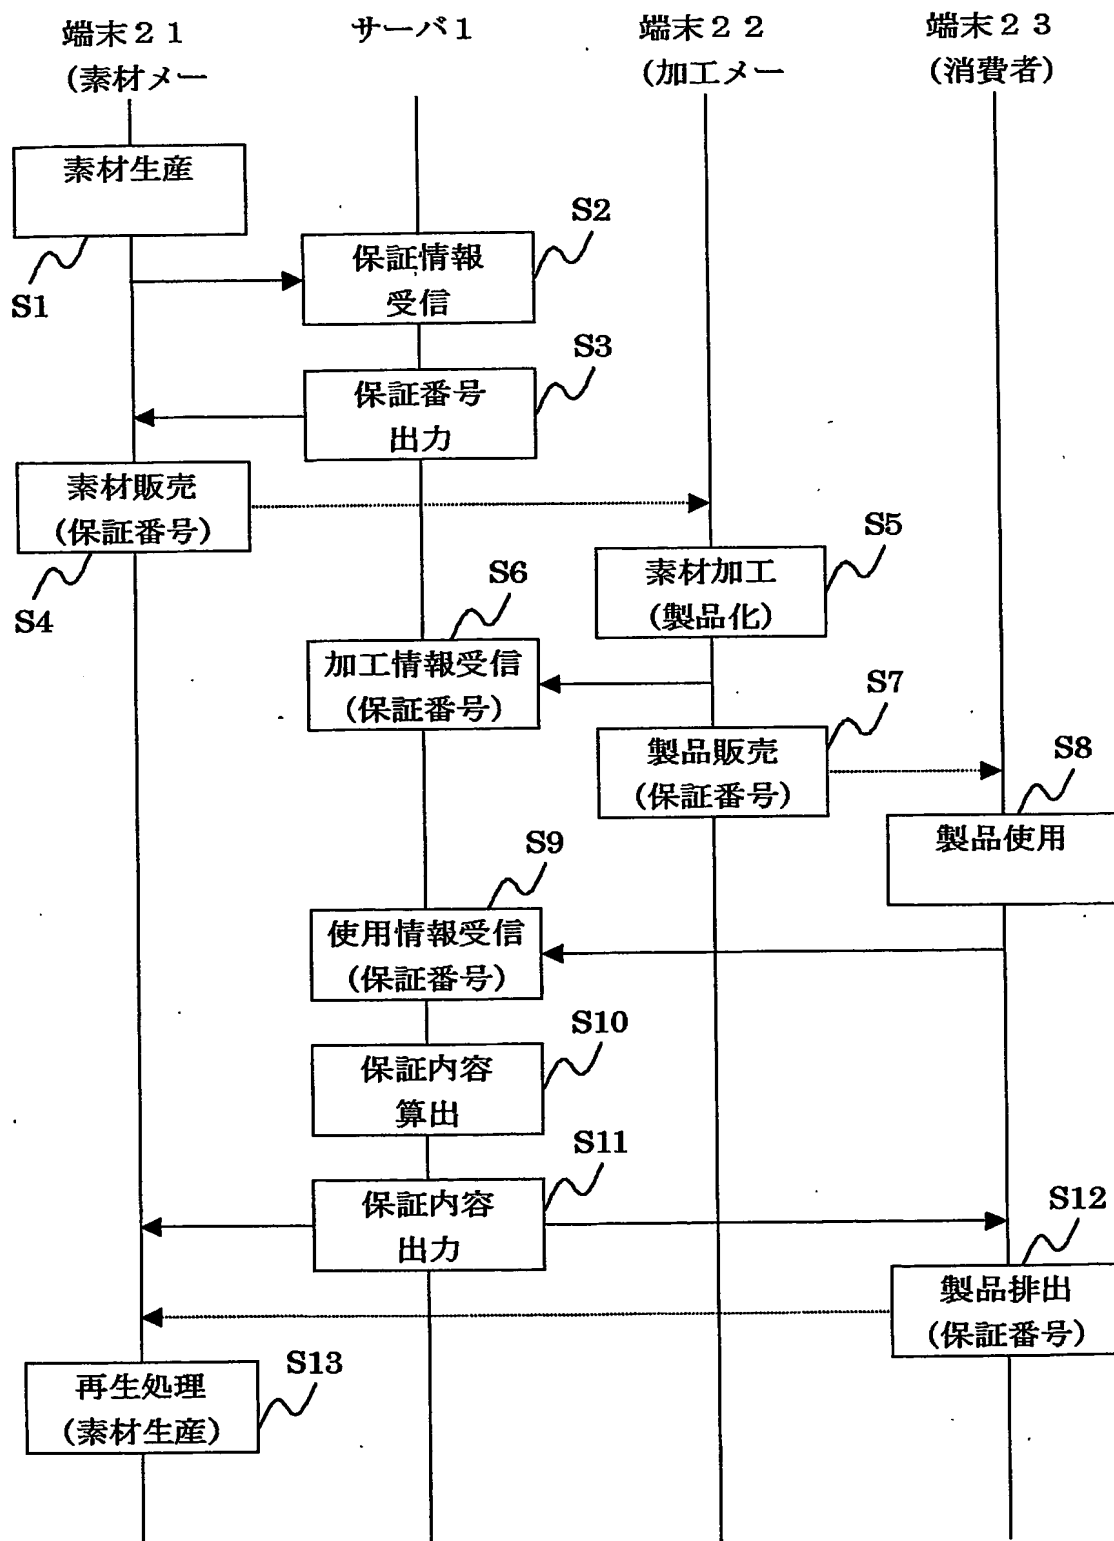 端末２１
(素材メー
サーバ１
端末２２
(加工メー
端末２３
(消費者)
素材生産
S1
S2
保証情報
受信
S3
保証番号
出力
素材販売
(保証番号)
S4
S5
素材加工
(製品化)
S6
加工情報受信
(保証番号)
S7
製品販売
(保証番号)
S8
製品使用
S9
使用情報受信
(保証番号)
S10
保証内容
算出
S11
保証内容
出力
S12
製品排出
(保証番号)
S13
再生処理
(素材生産)